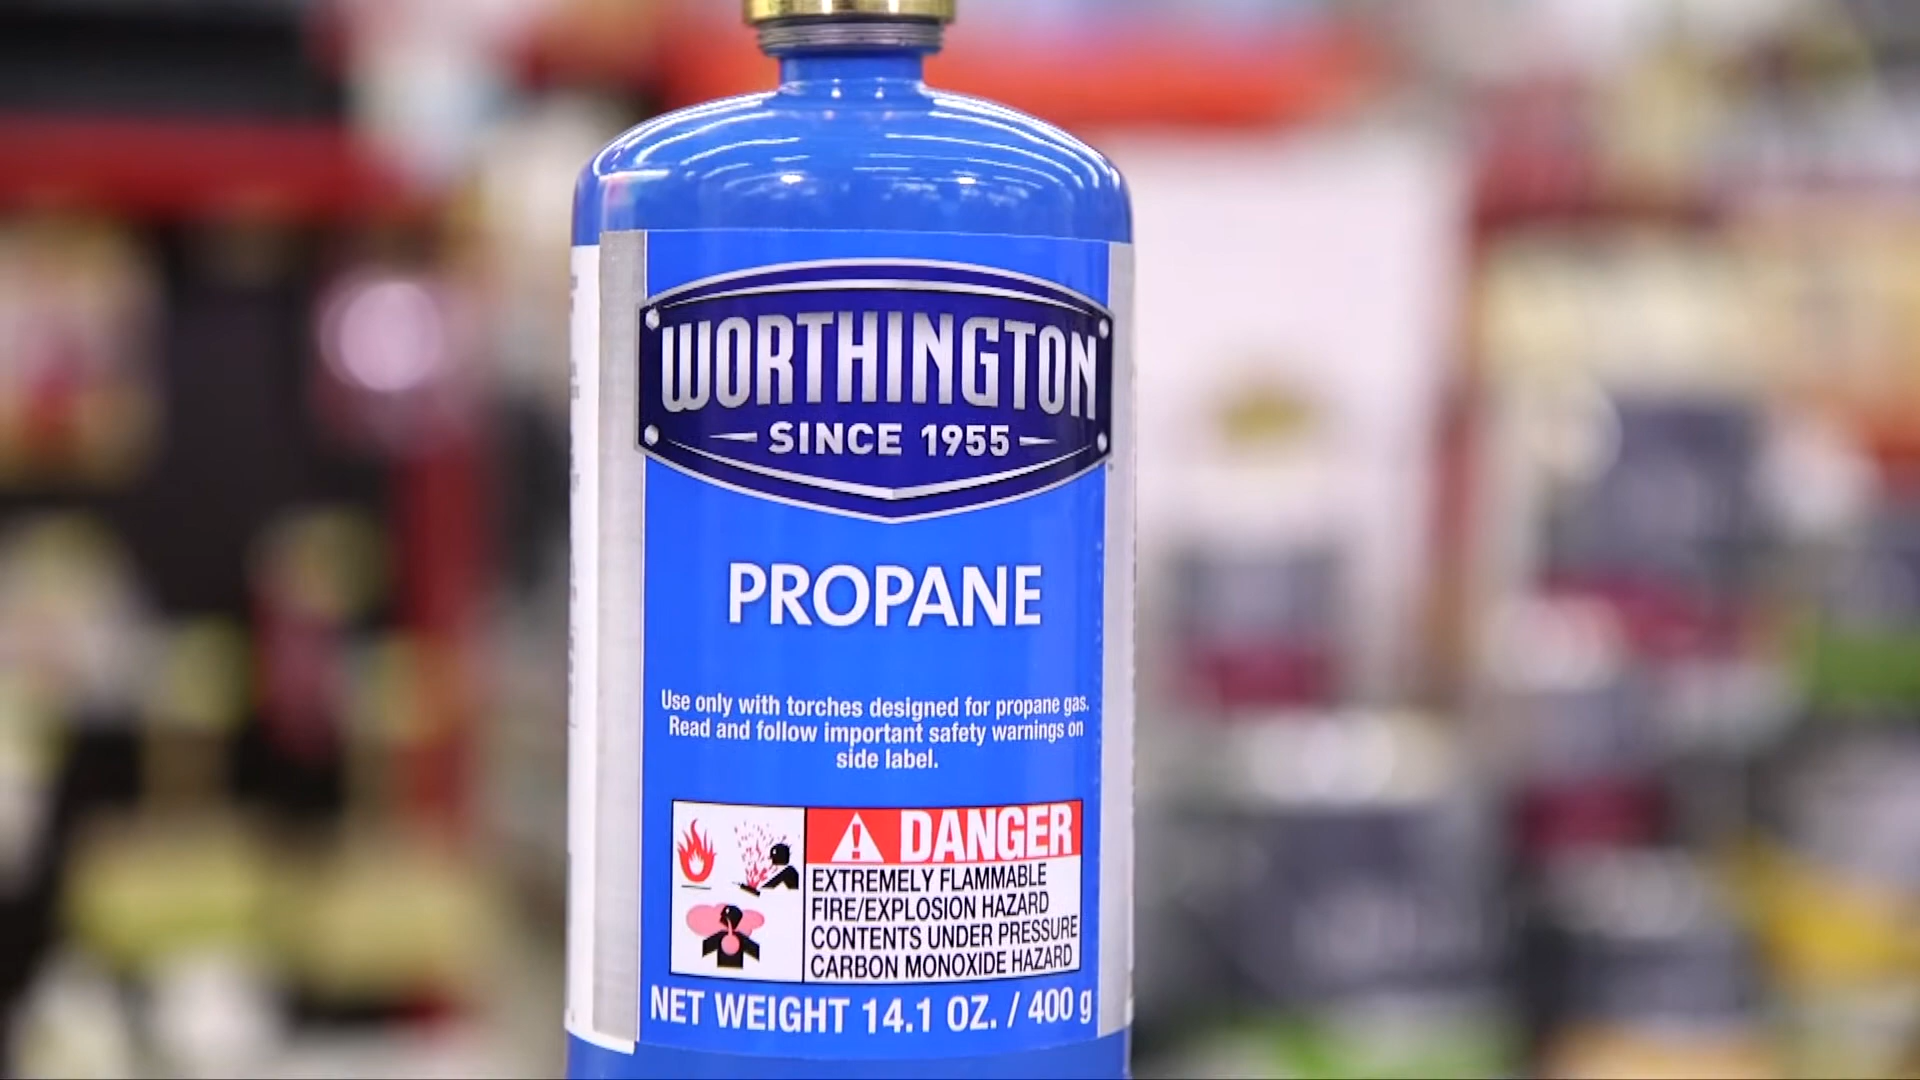 WORTHINGTON
SINCE 1955
PROPANE
Use only with torches designed for propane gas.
Read and follow important safety warnings on
side label.
DANGER
EXTREMELY FLAMMABLE
FIRE/EXPLOSION HAZARD
CONTENTS UNDER PRESSURE
CARBON MONOXIDE HAZARD
NET WEIGHT 14.1 OZ. / 400 g